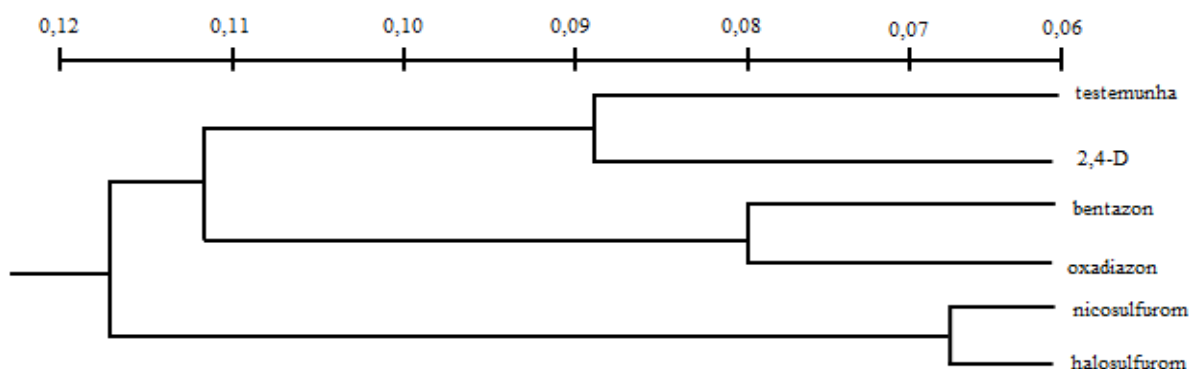 0,12 0,11 0,10 0,09 0,08 0,07 0,06
testemunha
2,4-D
bentazon
oxadiazon
nicosulfurom
halosulfurom